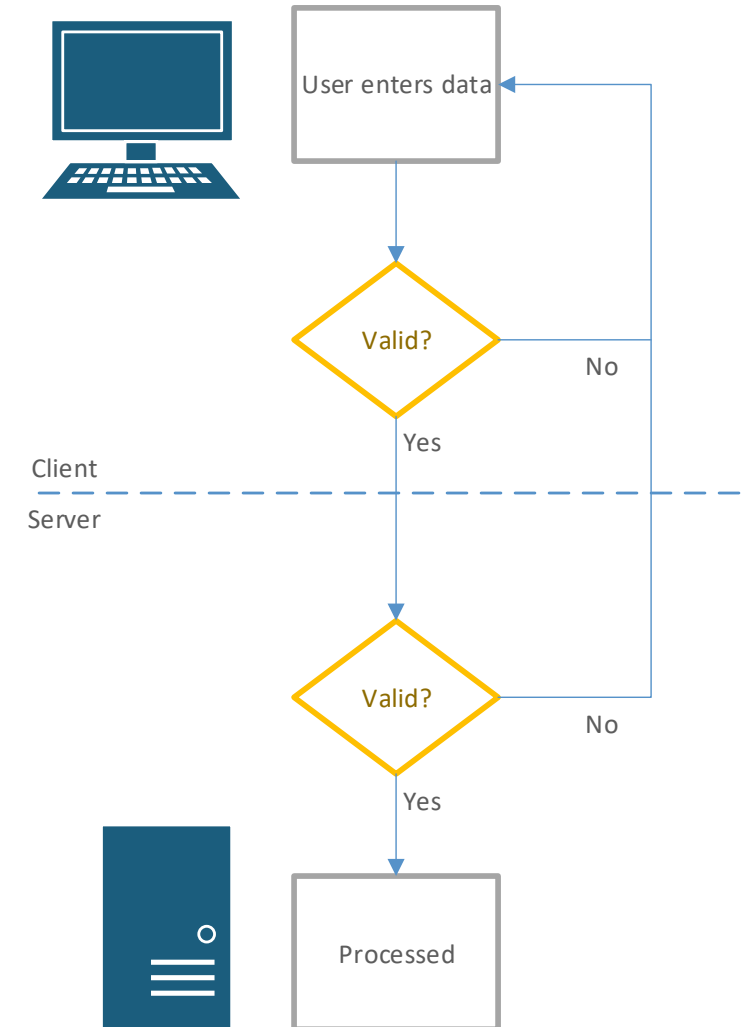 User enters data
Valid?
No
Yes
Client
Server
Valid?
No
Yes
Processed